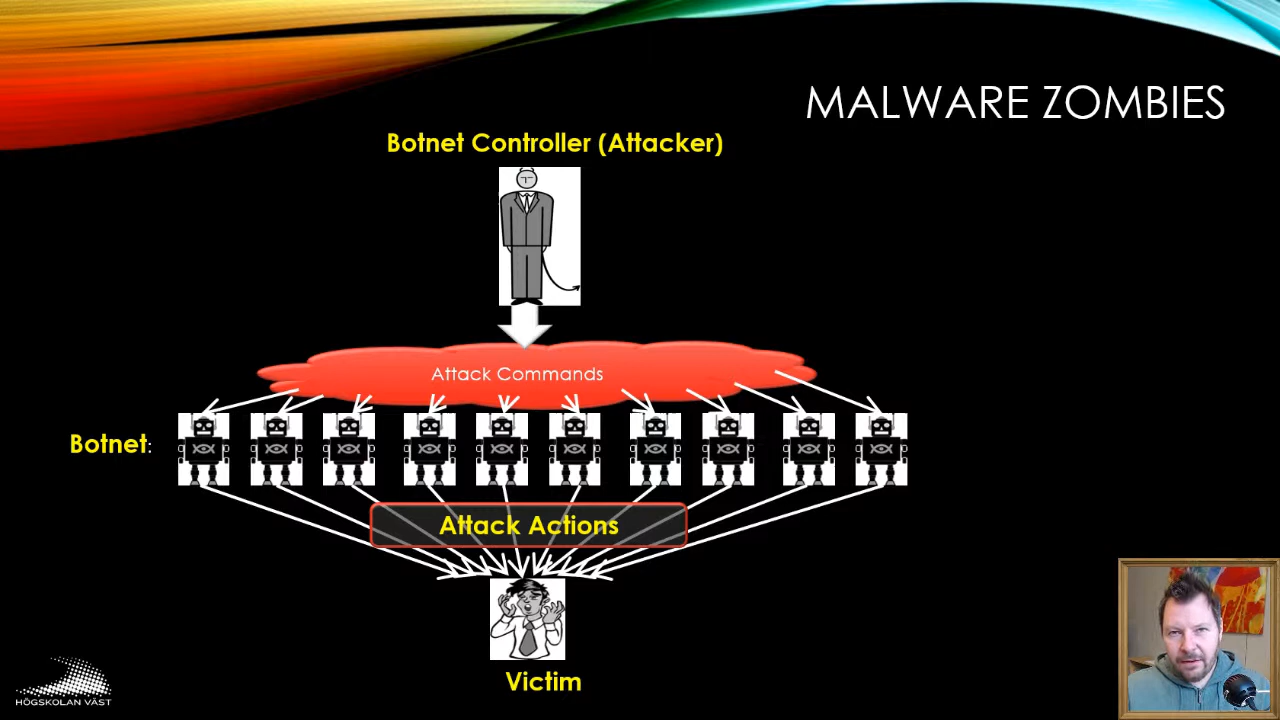 MALWARE ZOMBIES
Botnet Controller (Attacker)
Attack Commands
Botnet:
Attack Actions
Victim
HÖGSKOLAN VÄST